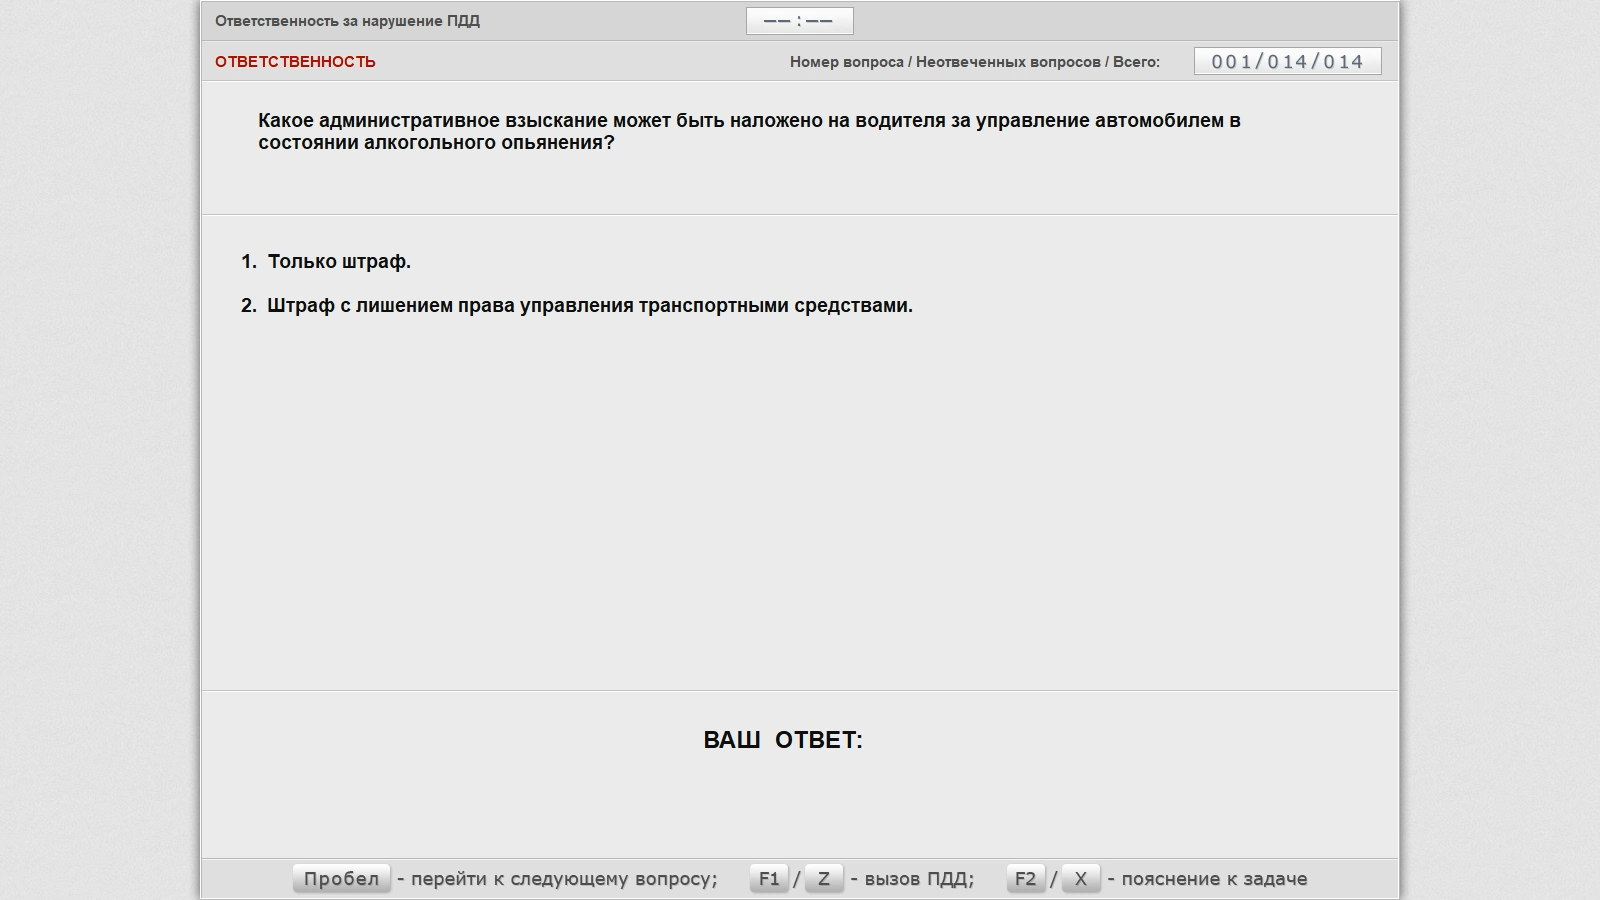 Ответственность за нарушение ПДД
––:––
ОТВЕТСТВЕННОСТЬ
Номер вопроса / Неотвеченных вопросов / Всего:
001/014/014
Какое административное взыскание может быть наложено на водителя за управление автомобилем в
состоянии алкогольного опьянения?
1. Только штраф.
2. Штраф с лишением права управления транспортными средствами.
ВАШ ОТВЕТ:
Пробел - перейти к следующему вопросу; F1 / Z - вызов ПДД; F2 / X - пояснение к задаче